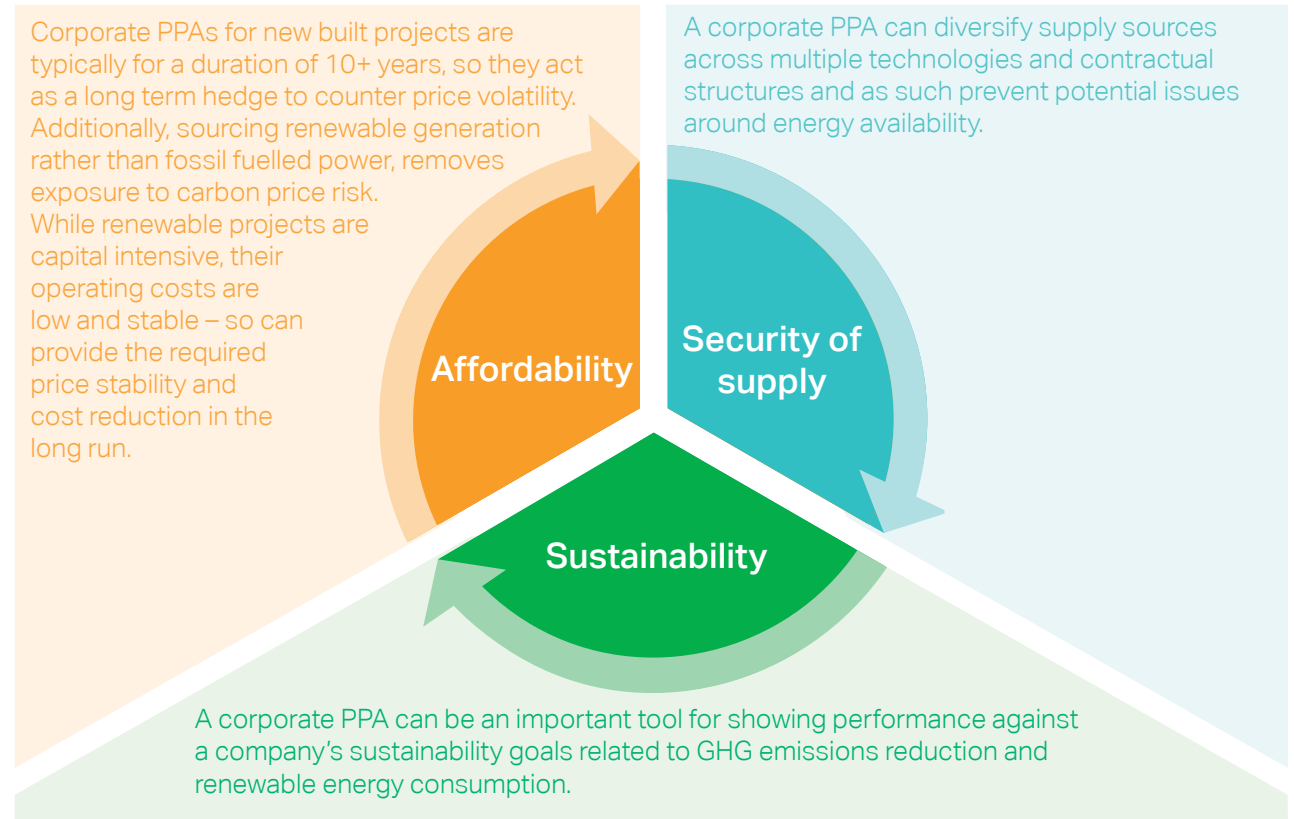 Corporate PPAs for new built projects are
typically for a duration of 10+ years, so they act
as a long term hedge to counter price volatility.
Additionally, sourcing renewable generation
rather than fossil fuelled power, removes
exposure to carbon price risk.
While renewable projects are
capital intensive, their
operating costs are
low and stable – so can
provide the required
price stability and
cost reduction in the
long run.
A corporate PPA can diversify supply sources
across multiple technologies and contractual
structures and as such prevent potential issues
around energy availability.
Affordability
Security of
supply
Sustainability
A corporate PPA can be an important tool for showing performance against
a company’s sustainability goals related to GHG emissions reduction and
renewable energy consumption.